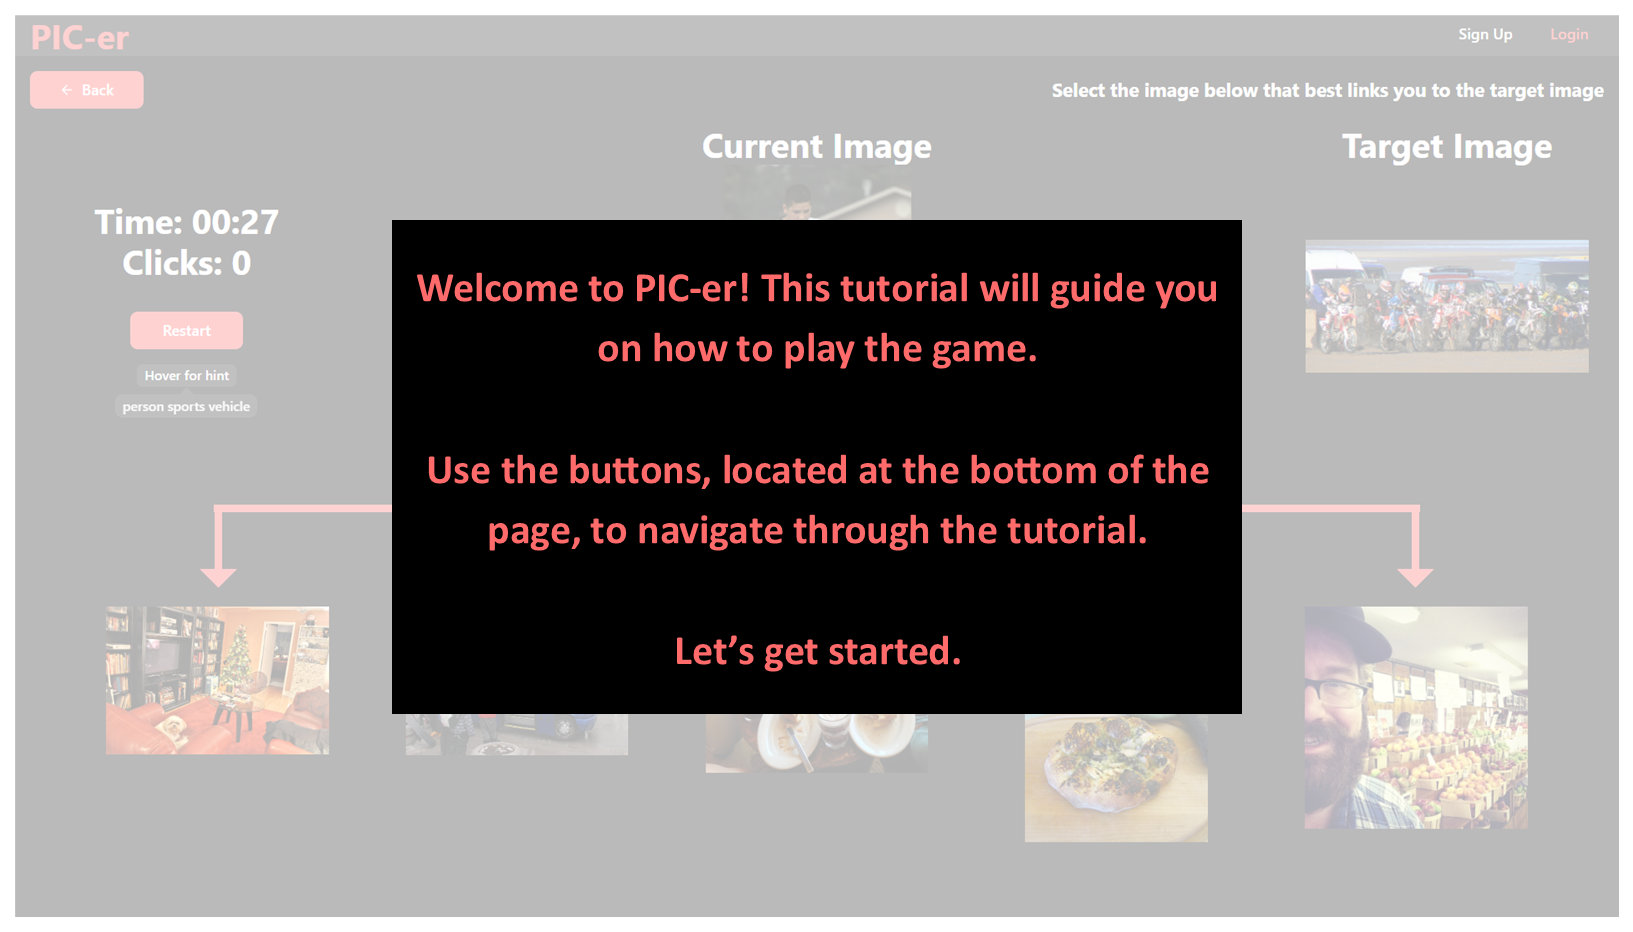 PIC-er
Sign Up
Login
← Back
Select the image below that best links you to the target image
Current Image
Target Image
Time: 00:27
Clicks: 0
Restart
Hover for hint
person sports vehicle
Welcome to PIC-er! This tutorial will guide you
on how to play the game.
Use the buttons, located at the bottom of the
page, to navigate through the tutorial.
Let’s get started.